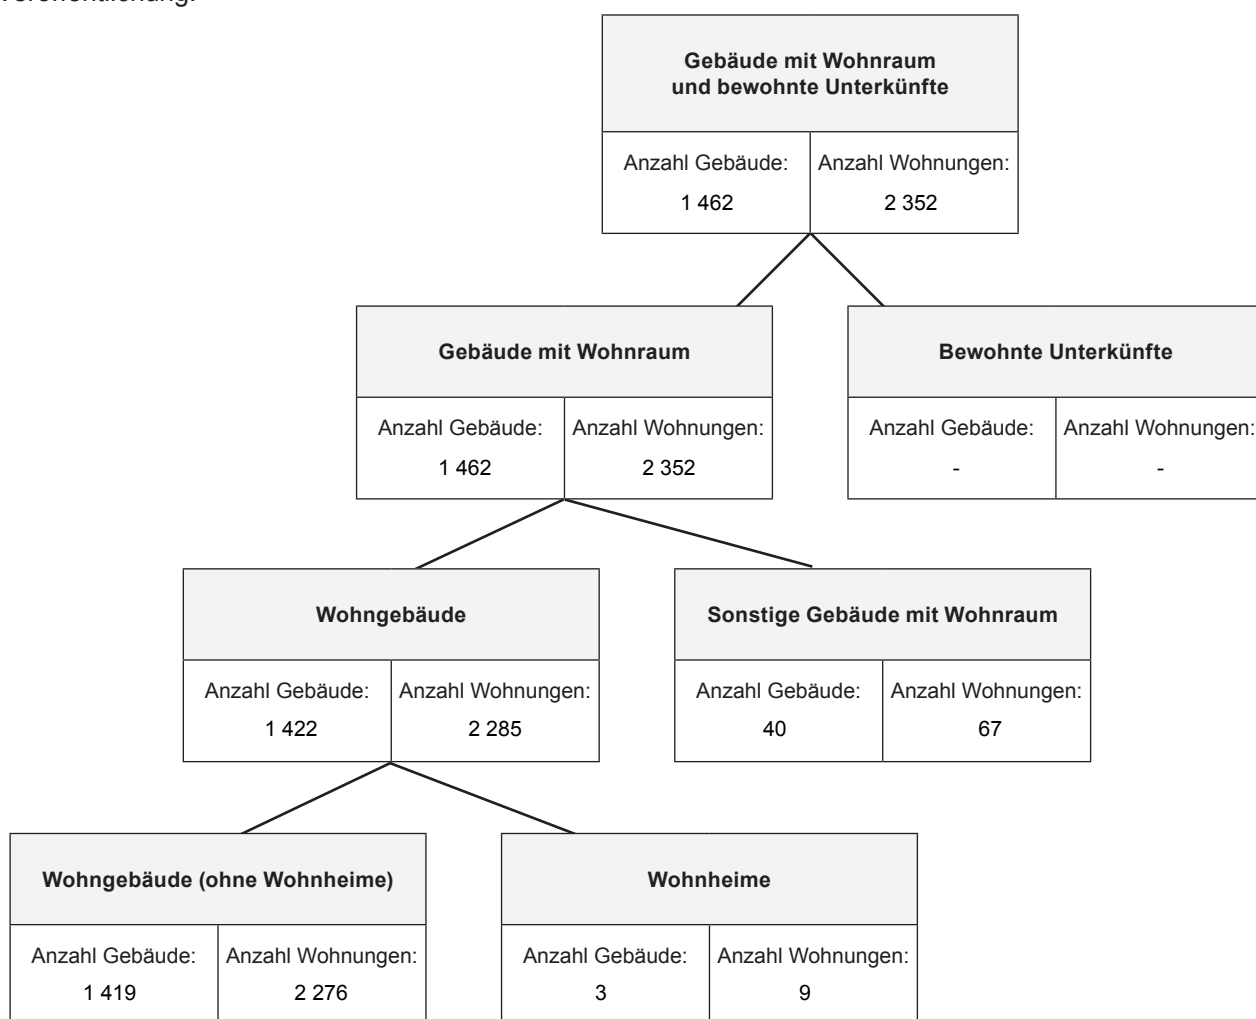 Veröffentlichung.
Gebäude mit Wohnraum
und bewohnte Unterkünfte
Anzahl Gebäude: Anzahl Wohnungen:
1 462 2 352
Gebäude mit Wohnraum
Anzahl Gebäude: Anzahl Wohnungen:
1 462 2 352
Bewohnte Unterkünfte
Anzahl Gebäude: Anzahl Wohnungen:
- -
Wohngebäude
Anzahl Gebäude: Anzahl Wohnungen:
1 422 2 285
Sonstige Gebäude mit Wohnraum
Anzahl Gebäude: Anzahl Wohnungen:
40 67
Wohngebäude (ohne Wohnheime)
Anzahl Gebäude: Anzahl Wohnungen:
1 419 2 276
Wohnheime
Anzahl Gebäude: Anzahl Wohnungen:
3 9